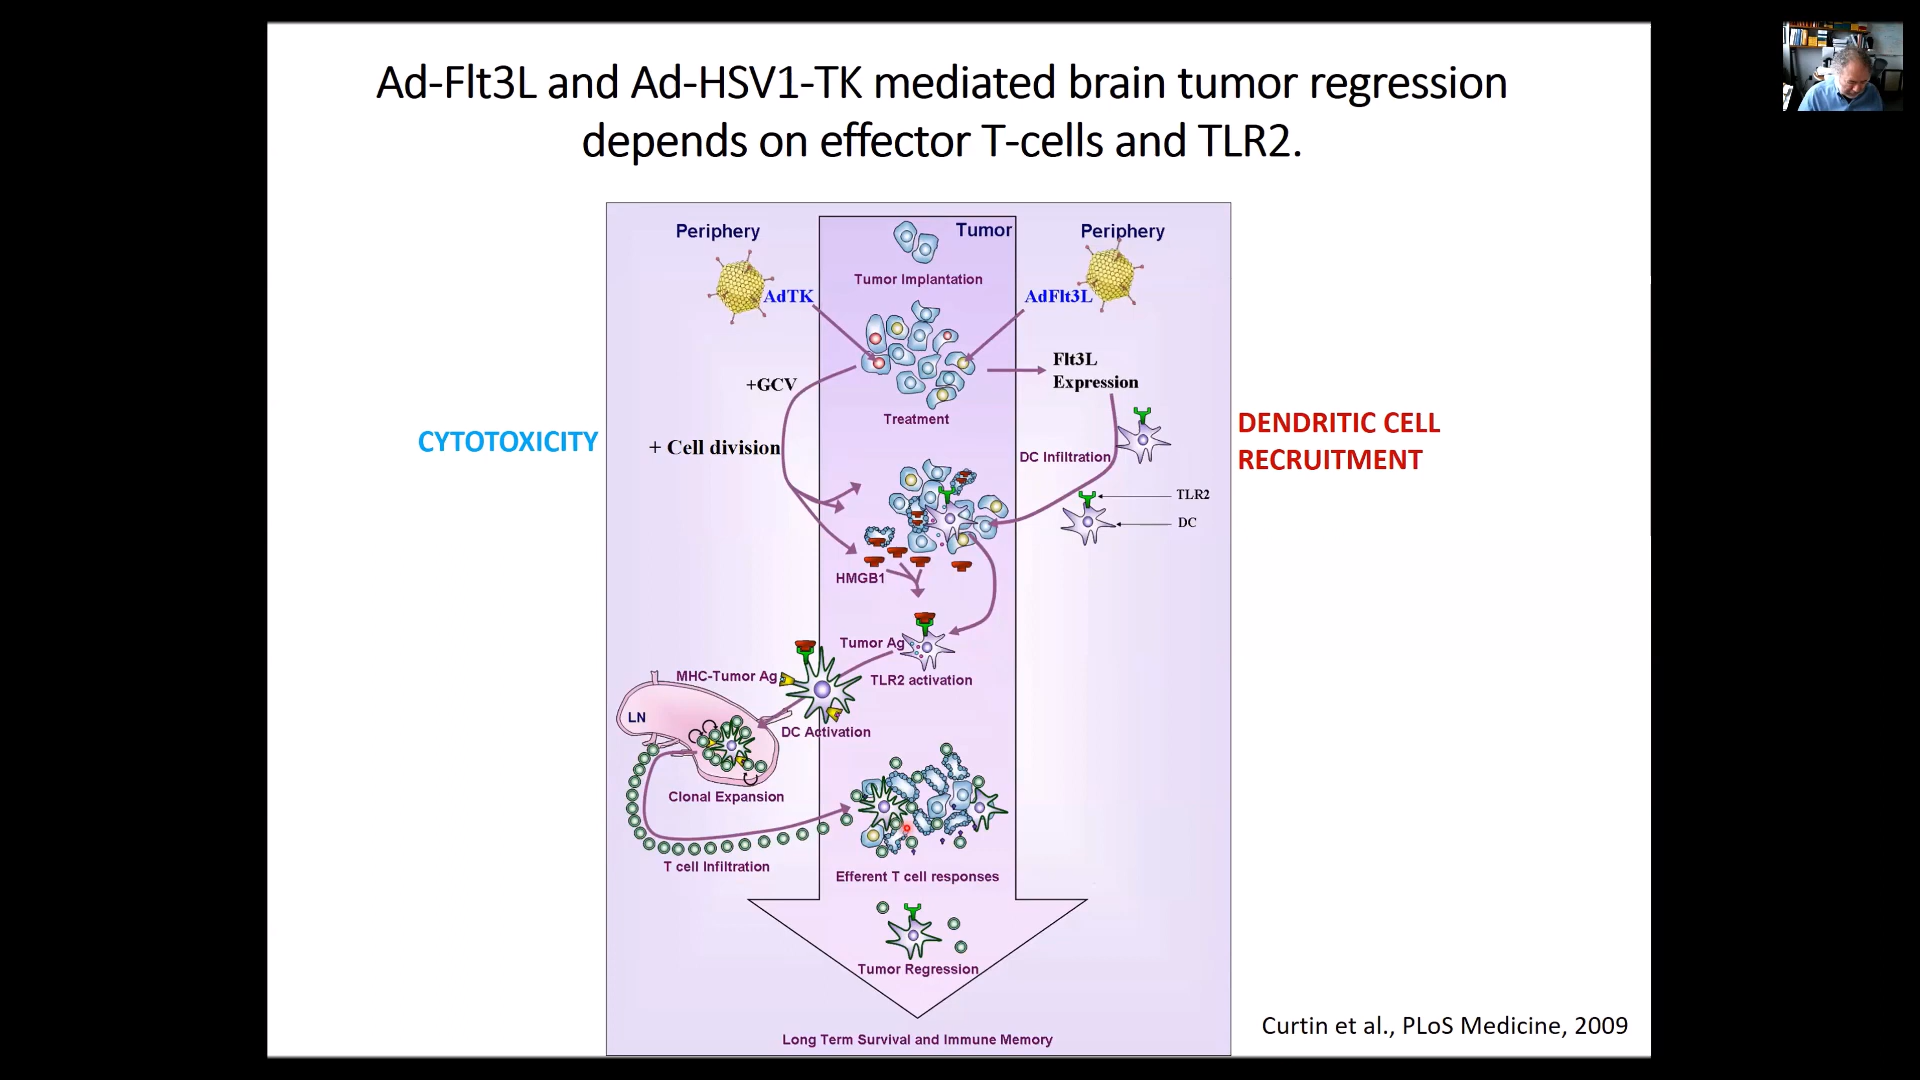 Ad-Flt3L and Ad-HSV1-TK mediated brain tumor regression
depends on effector T-cells and TLR2.
Periphery
Tumor
Periphery
Tumor Implantation
AdTK
AdFlt3L
Flt3L
Expression
+GCV
Treatment
CYTOTOXICITY
+ Cell division
DC Infiltration
DENDRITIC CELL
RECRUITMENT
TLR2
DC
HMGB1
Tumor Ag
MHC-Tumor Ag
TLR2 activation
LN
DC Activation
Clonal Expansion
T cell Infiltration
Efferent T cell responses
Tumor Regression
Long Term Survival and Immune Memory
Curtin et al., PLoS Medicine, 2009